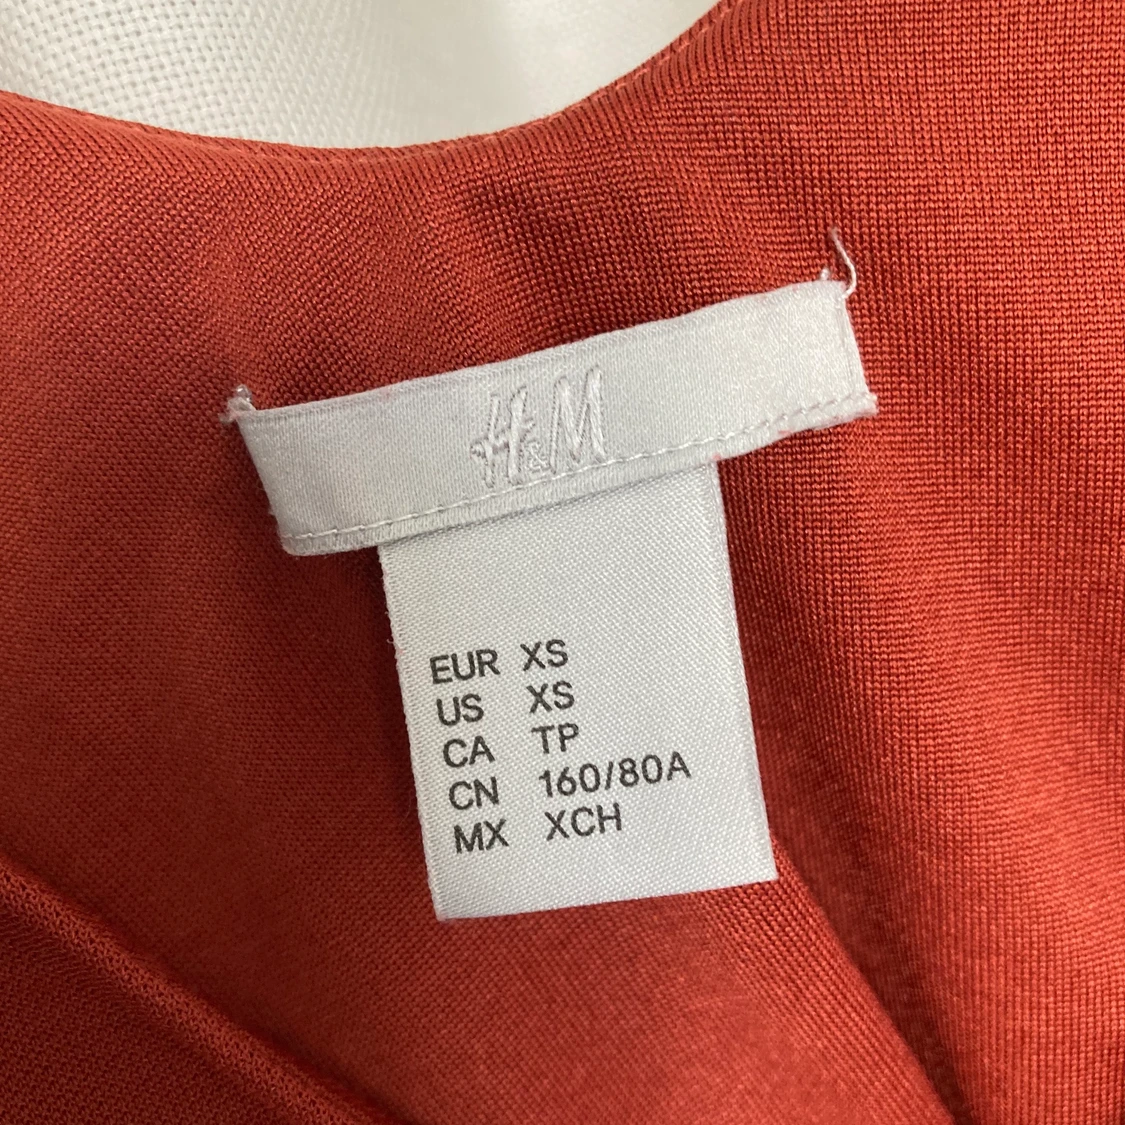 H&M
EUR XS
US XS
CA TP
CN 160/80A
MX XCH